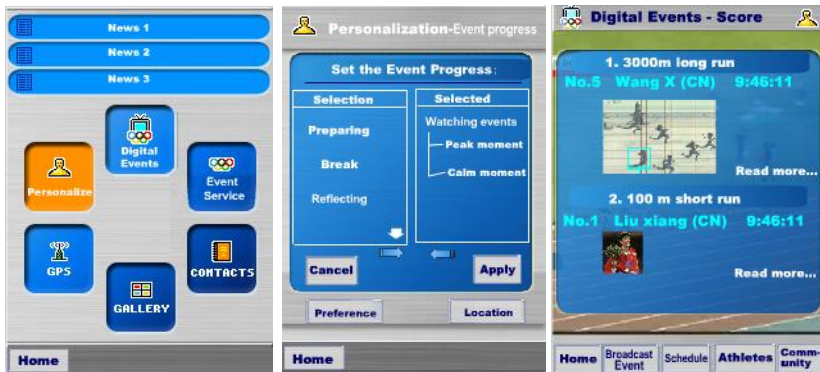 News 1
News 2
News 3
Digital
Events
Personalize
Event
Service
GPS
CONTACTS
GALLERY
Home
Personalization-Event progress
Set the Event Progress:
Selection
Preparing
Break
Reflecting
Selected
Watching events
Peak moment
Calm moment
Cancel
Apply
Preference
Location
Home
Digital Events - Score
1. 3000m long run
No.5 Wang X (CN) 9:46:11
Read more...
2. 100 m short run
No.1 Liu xiang (CN) 9:46:11
Read more...
Home
Broadcast
Event
Schedule
Athletes
Comm-
unity